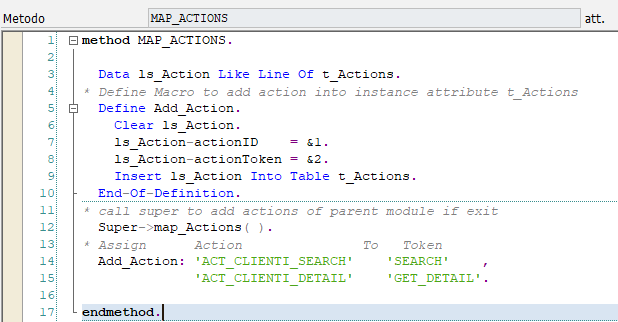 Metodo MAP_ACTIONS att.
1 method MAP_ACTIONS.
2
3 Data ls_Action Like Line Of t_Actions.
4 * Define Macro to add action into instance attribute t_Actions
5 Define Add_Action.
6 Clear ls_Action.
7 ls_Action-actionID = &1.
8 ls_Action-actionToken = &2.
9 Insert ls_Action Into Table t_Actions.
10 End-Of-Definition.
11 * call super to add actions of parent module if exit
12 Super->map_Actions( ).
13 * Assign Action To Token
14 Add_Action: 'ACT_CLIENTI_SEARCH' 'SEARCH' ,
15 'ACT_CLIENTI_DETAIL' 'GET_DETAIL'.
16
17 endmethod.